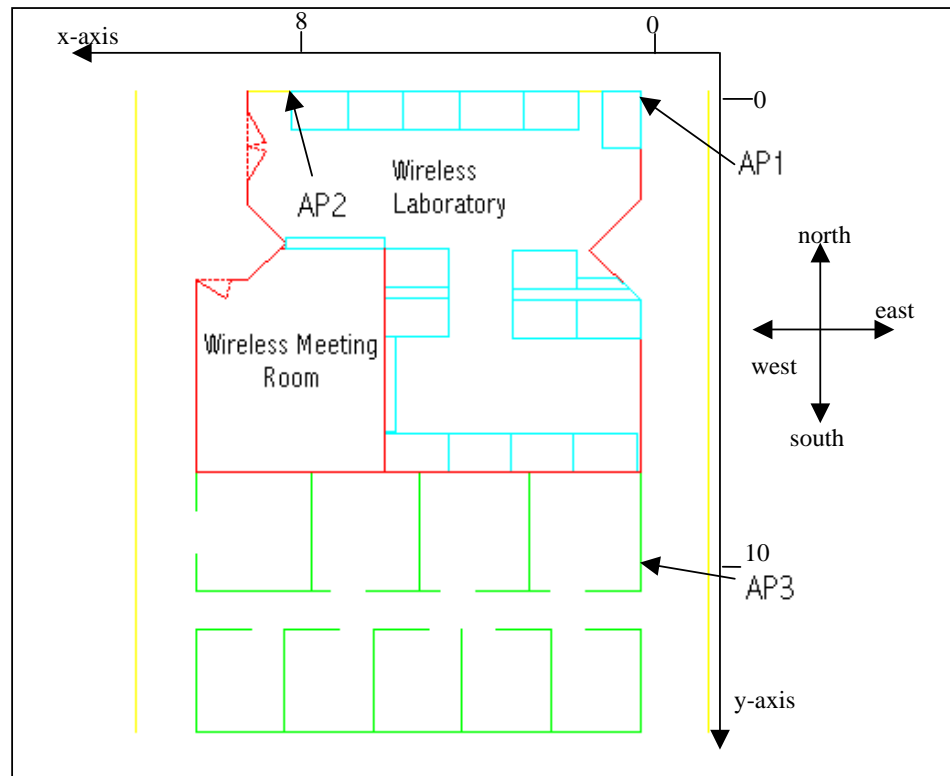 8
0
x-axis
0
Wireless
Laboratory
AP1
AP2
north
east
Wireless Meeting
Room
west
south
10
AP3
y-axis